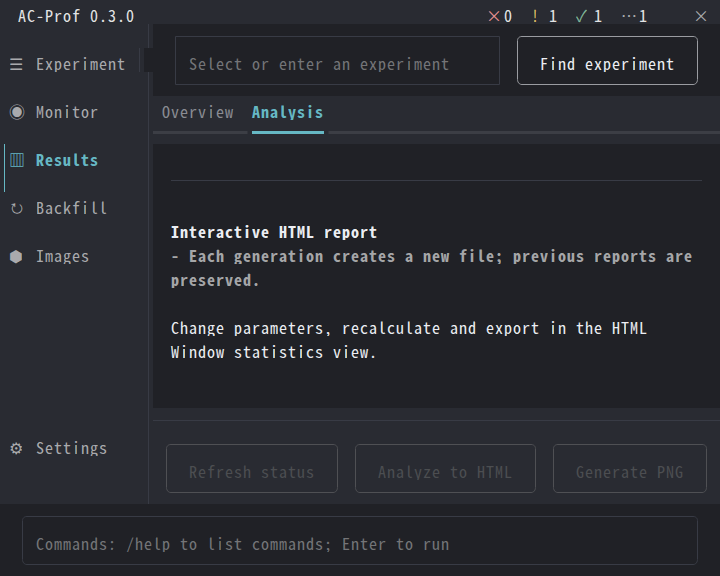 AC-Prof 0.3.0
×0 ! 1 ✓ 1 ⋯1 ×
☰ Experiment
Select or enter an experiment
Find experiment
◉ Monitor
Overview Analysis
▥ Results
↻ Backfill
⬢ Images
Interactive HTML report
- Each generation creates a new file; previous reports are
preserved.
Change parameters, recalculate and export in the HTML
Window statistics view.
⚙ Settings
Refresh status
Analyze to HTML
Generate PNG
Commands: /help to list commands; Enter to run